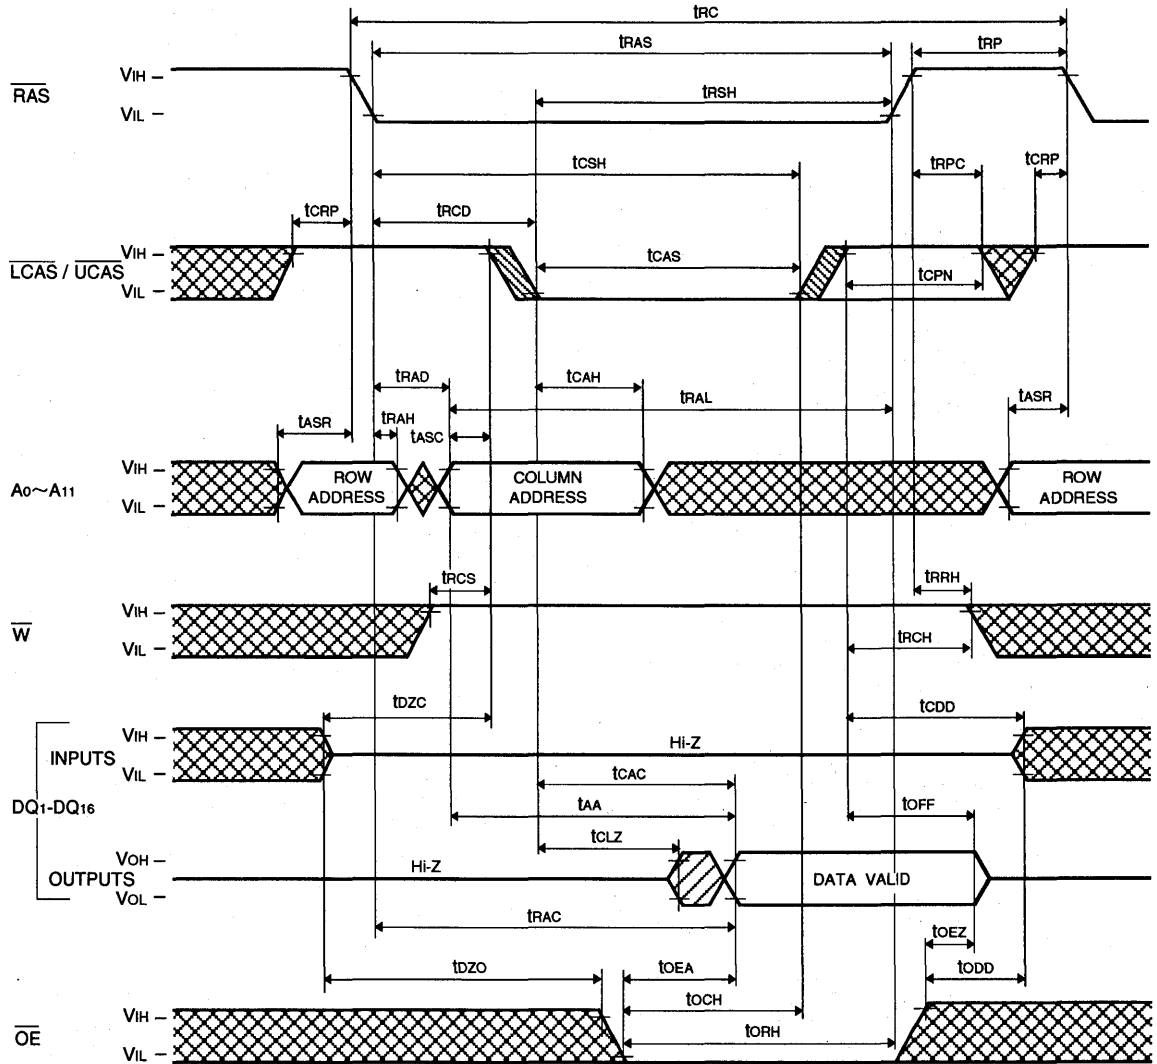 tRC
tRAS
tRP
RAS
VIH
VIL
tRSH
tCSH
tRPC
tCRP
tCRP
tRCD
LCAS / UCAS
VIH
VIL
tCAS
tCPN
tRAD
tCAH
tRAL
tASR
tRAH
tASC
tASR
A0~A11
VIH
VIL
ROW ADDRESS
COLUMN ADDRESS
ROW ADDRESS
tRCS
tRRH
W
VIH
VIL
tRCH
tDZC
tCDD
DQ1-DQ16
INPUTS
VIH
VIL
Hi-Z
tCAC
tAA
tOFF
tCLZ
OUTPUTS
VOH
VOL
Hi-Z
DATA VALID
tRAC
tOEZ
tDZO
tOEA
tODD
tOCH
tORH
OE
VIH
VIL